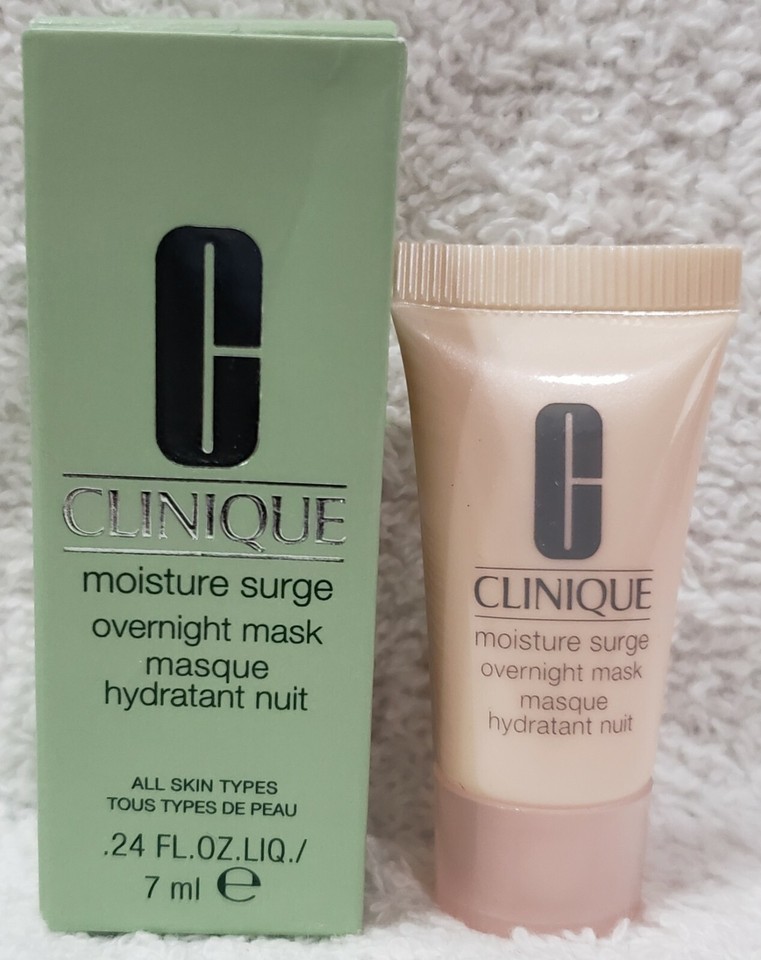 C
CLINIQUE
moisture surge
overnight mask
masque
hydratant nuit
ALL SKIN TYPES
TOUS TYPES DE PEAU
.24 FL.OZ.LIQ./
7 ml ℮
C
CLINIQUE
moisture surge
overnight mask
masque
hydratant nuit